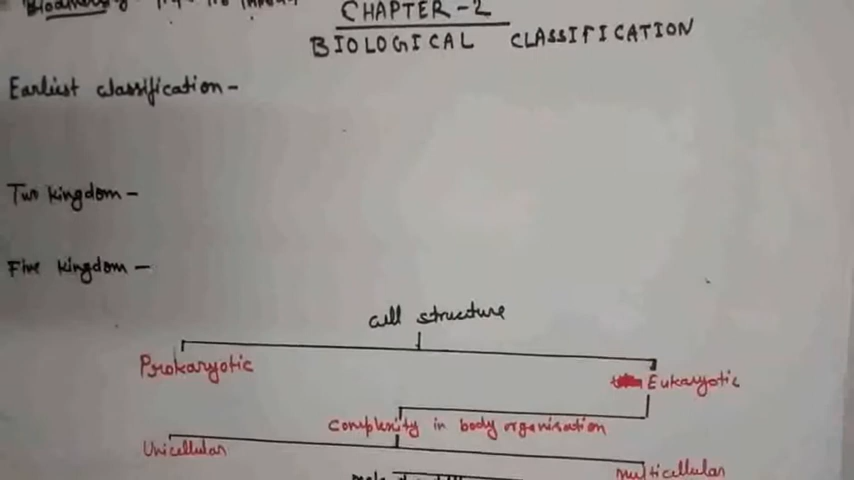 CHAPTER-2
BIOLOGICAL CLASSIFICATION
Earliest classification -
Two kingdom -
Five kingdom -
cell structure
Prokaryotic
Eukaryotic
Complexity in body organisation
Unicellular
Multicellular